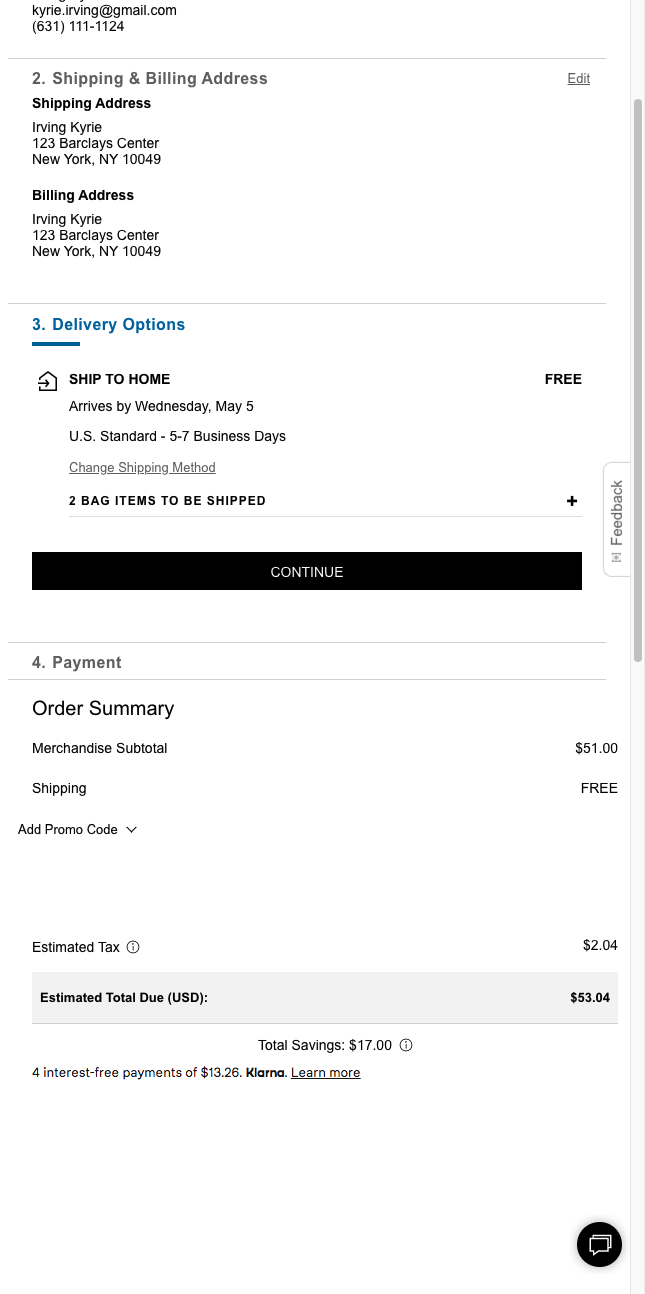 kyrie.irving@gmail.com
(631) 111-1124
2. Shipping & Billing Address
Edit
Shipping Address
Irving Kyrie
123 Barclays Center
New York, NY 10049
Billing Address
Irving Kyrie
123 Barclays Center
New York, NY 10049
3. Delivery Options
SHIP TO HOME
FREE
Arrives by Wednesday, May 5
U.S. Standard - 5-7 Business Days
Change Shipping Method
2 BAG ITEMS TO BE SHIPPED
+
CONTINUE
Feedback
4. Payment
Order Summary
Merchandise Subtotal
$51.00
Shipping
FREE
Add Promo Code
Estimated Tax
$2.04
Estimated Total Due (USD):
$53.04
Total Savings: $17.00
4 interest-free payments of $13.26. Klarna. Learn more